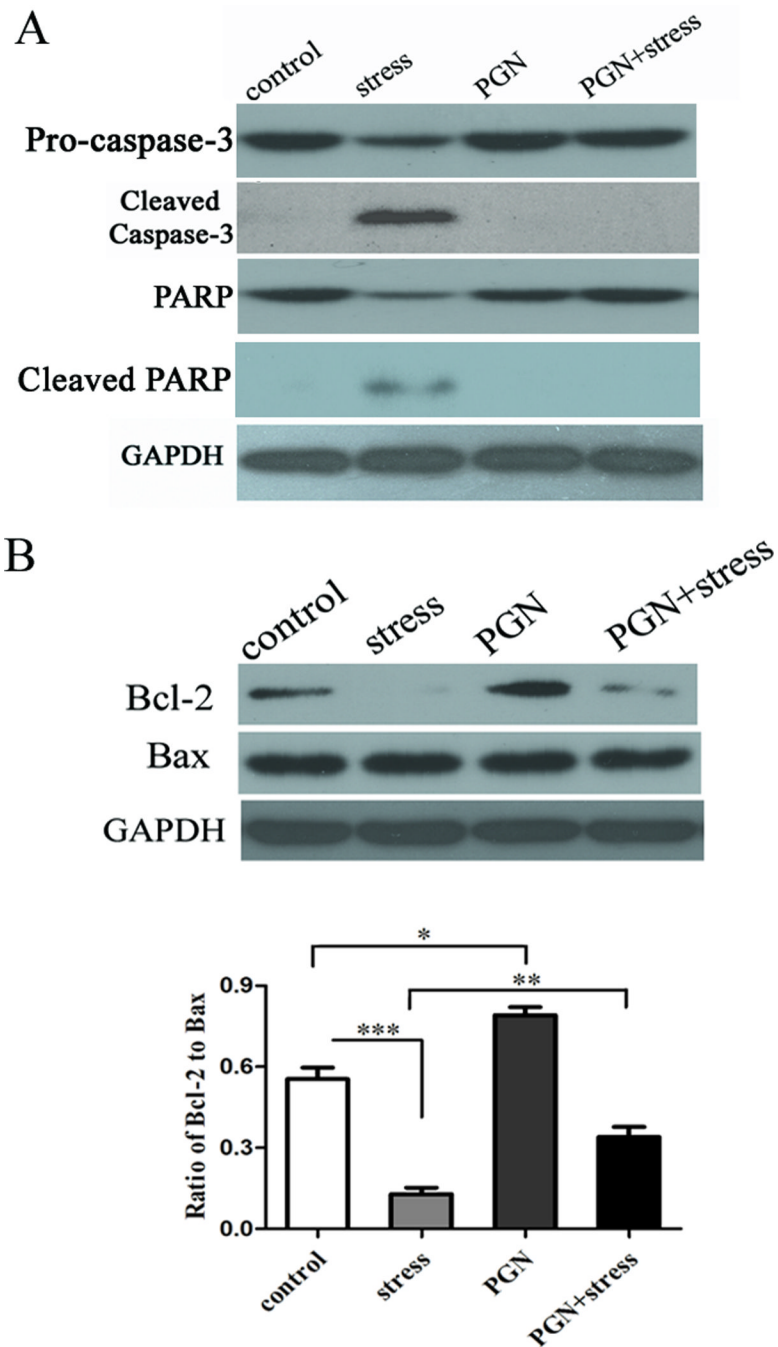 A
control stress PGN PGN+stress
Pro-caspase-3
Cleaved
Caspase-3
PARP
Cleaved PARP
GAPDH
B
control stress PGN PGN+stress
Bcl-2
Bax
GAPDH
*
**
***
Ratio of Bcl-2 to Bax
0.9
0.6
0.3
0.0
control stress PGN PGN+stress